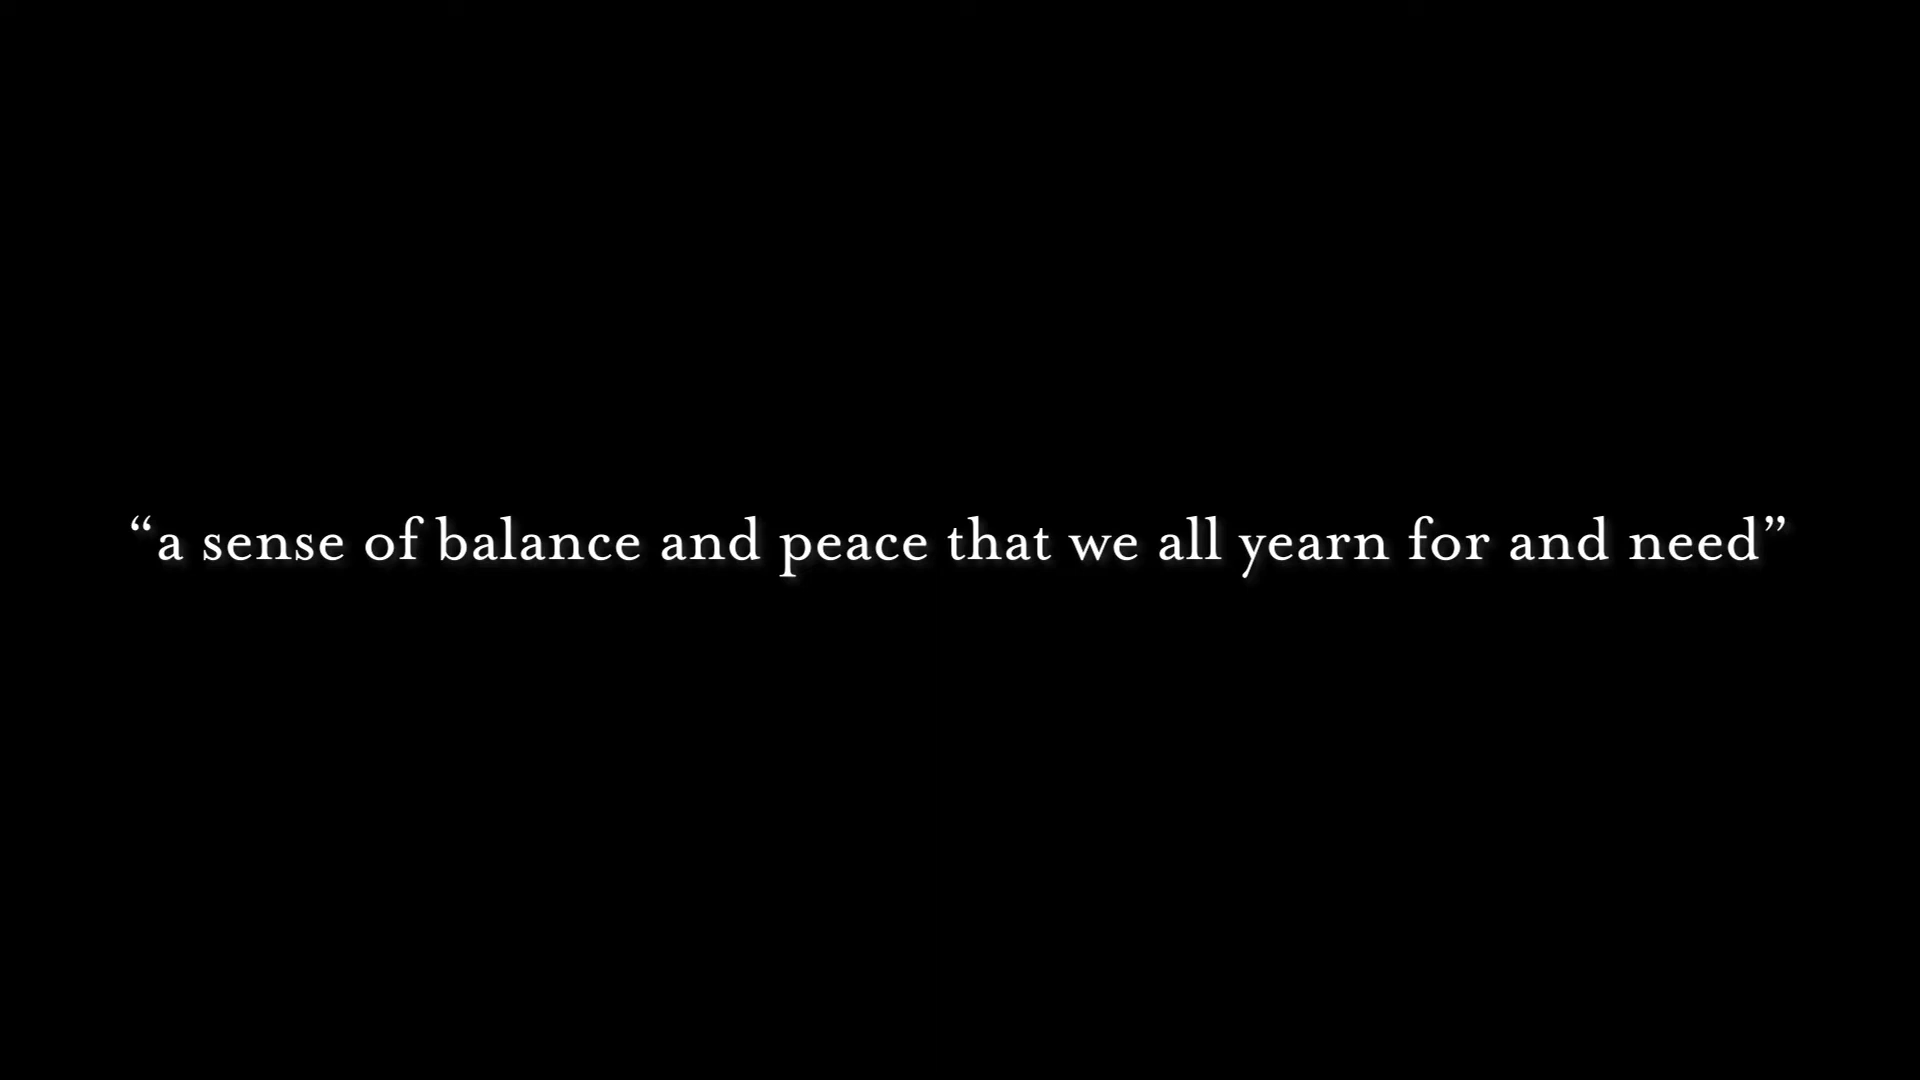 “a sense of balance and peace that we all yearn for and need”